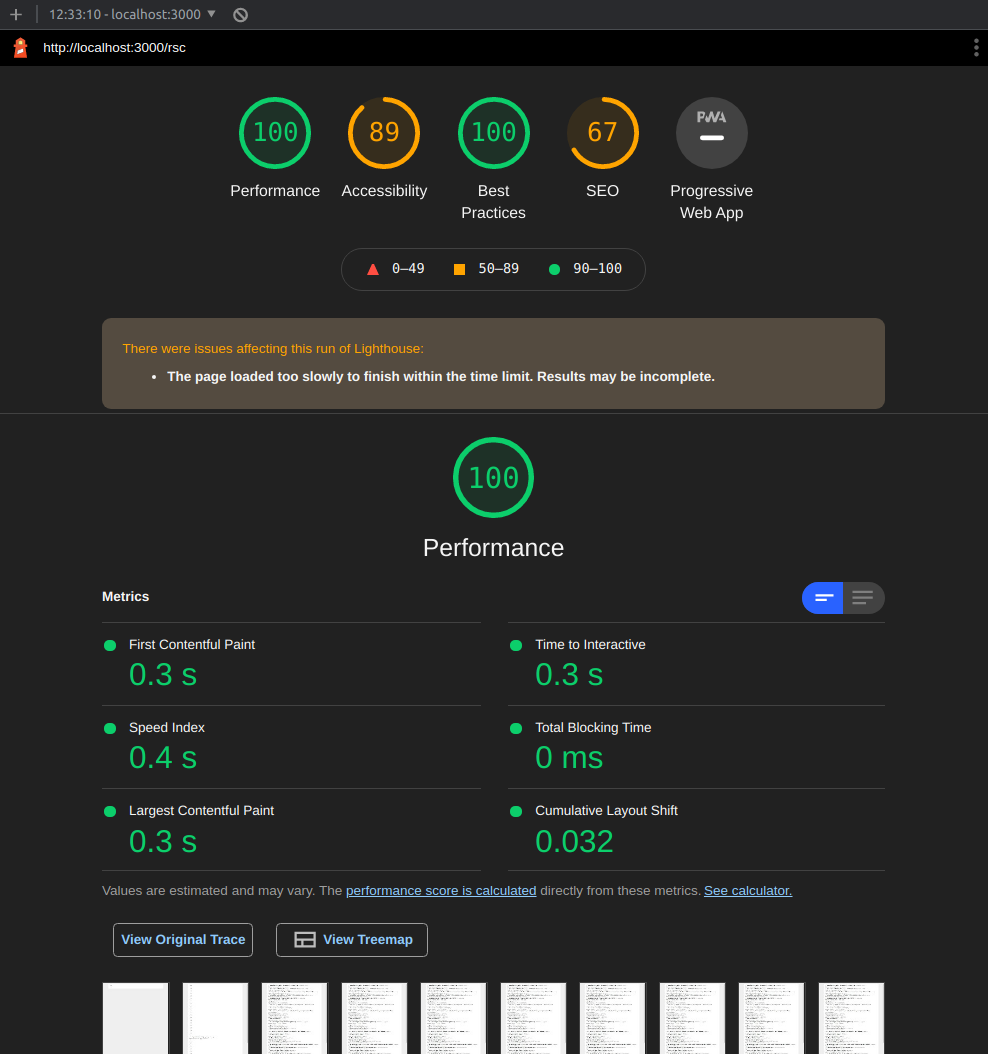 12:33:10 - localhost:3000
http://localhost:3000/rsc
100 89 100 67 PWA
Performance Accessibility Best Practices SEO Progressive Web App
0–49 50–89 90–100
There were issues affecting this run of Lighthouse:
• The page loaded too slowly to finish within the time limit. Results may be incomplete.
100
Performance
Metrics
First Contentful Paint
0.3 s
Time to Interactive
0.3 s
Speed Index
0.4 s
Total Blocking Time
0 ms
Largest Contentful Paint
0.3 s
Cumulative Layout Shift
0.032
Values are estimated and may vary. The performance score is calculated directly from these metrics. See calculator.
View Original Trace View Treemap